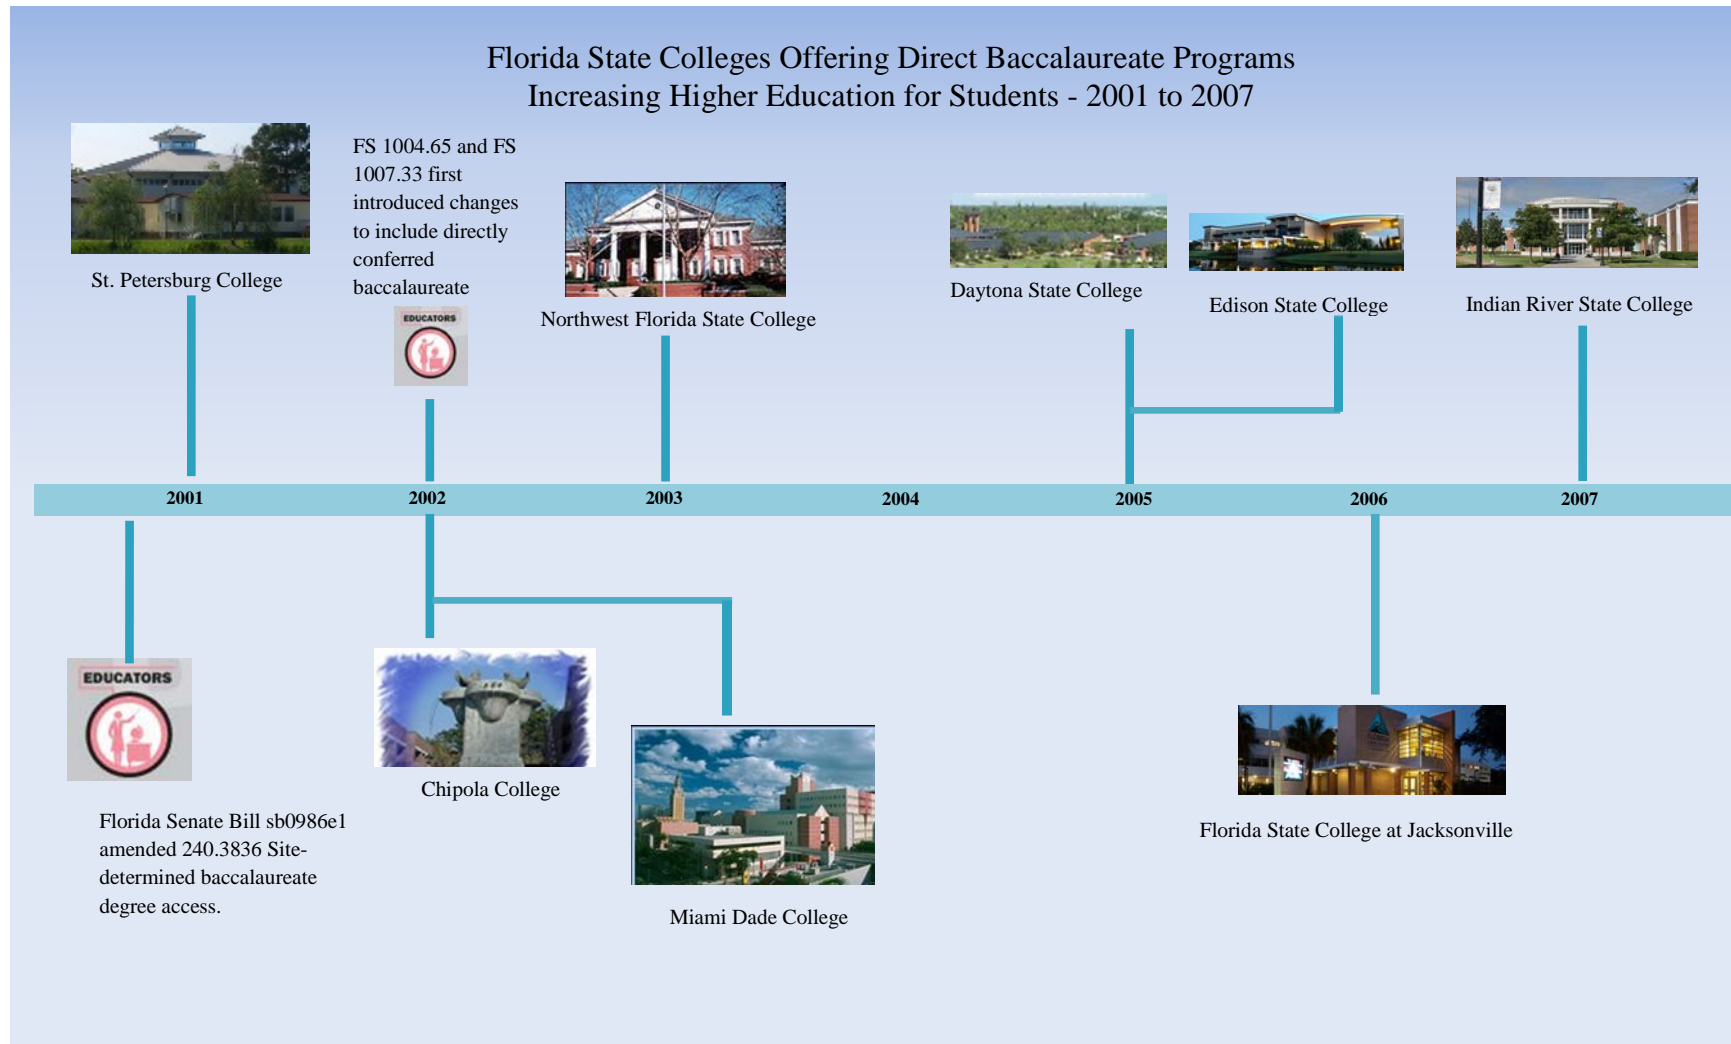 Florida State Colleges Offering Direct Baccalaureate Programs
Increasing Higher Education for Students - 2001 to 2007
St. Petersburg College
FS 1004.65 and FS
1007.33 first
introduced changes
to include directly
conferred
baccalaureate
EDUCATORS
Northwest Florida State College
Daytona State College
Edison State College
Indian River State College
2001
2002
2003
2004
2005
2006
2007
EDUCATORS
Florida Senate Bill sb0986e1
amended 240.3836 Site-
determined baccalaureate
degree access.
Chipola College
Miami Dade College
FLORIDA
Florida State College at Jacksonville